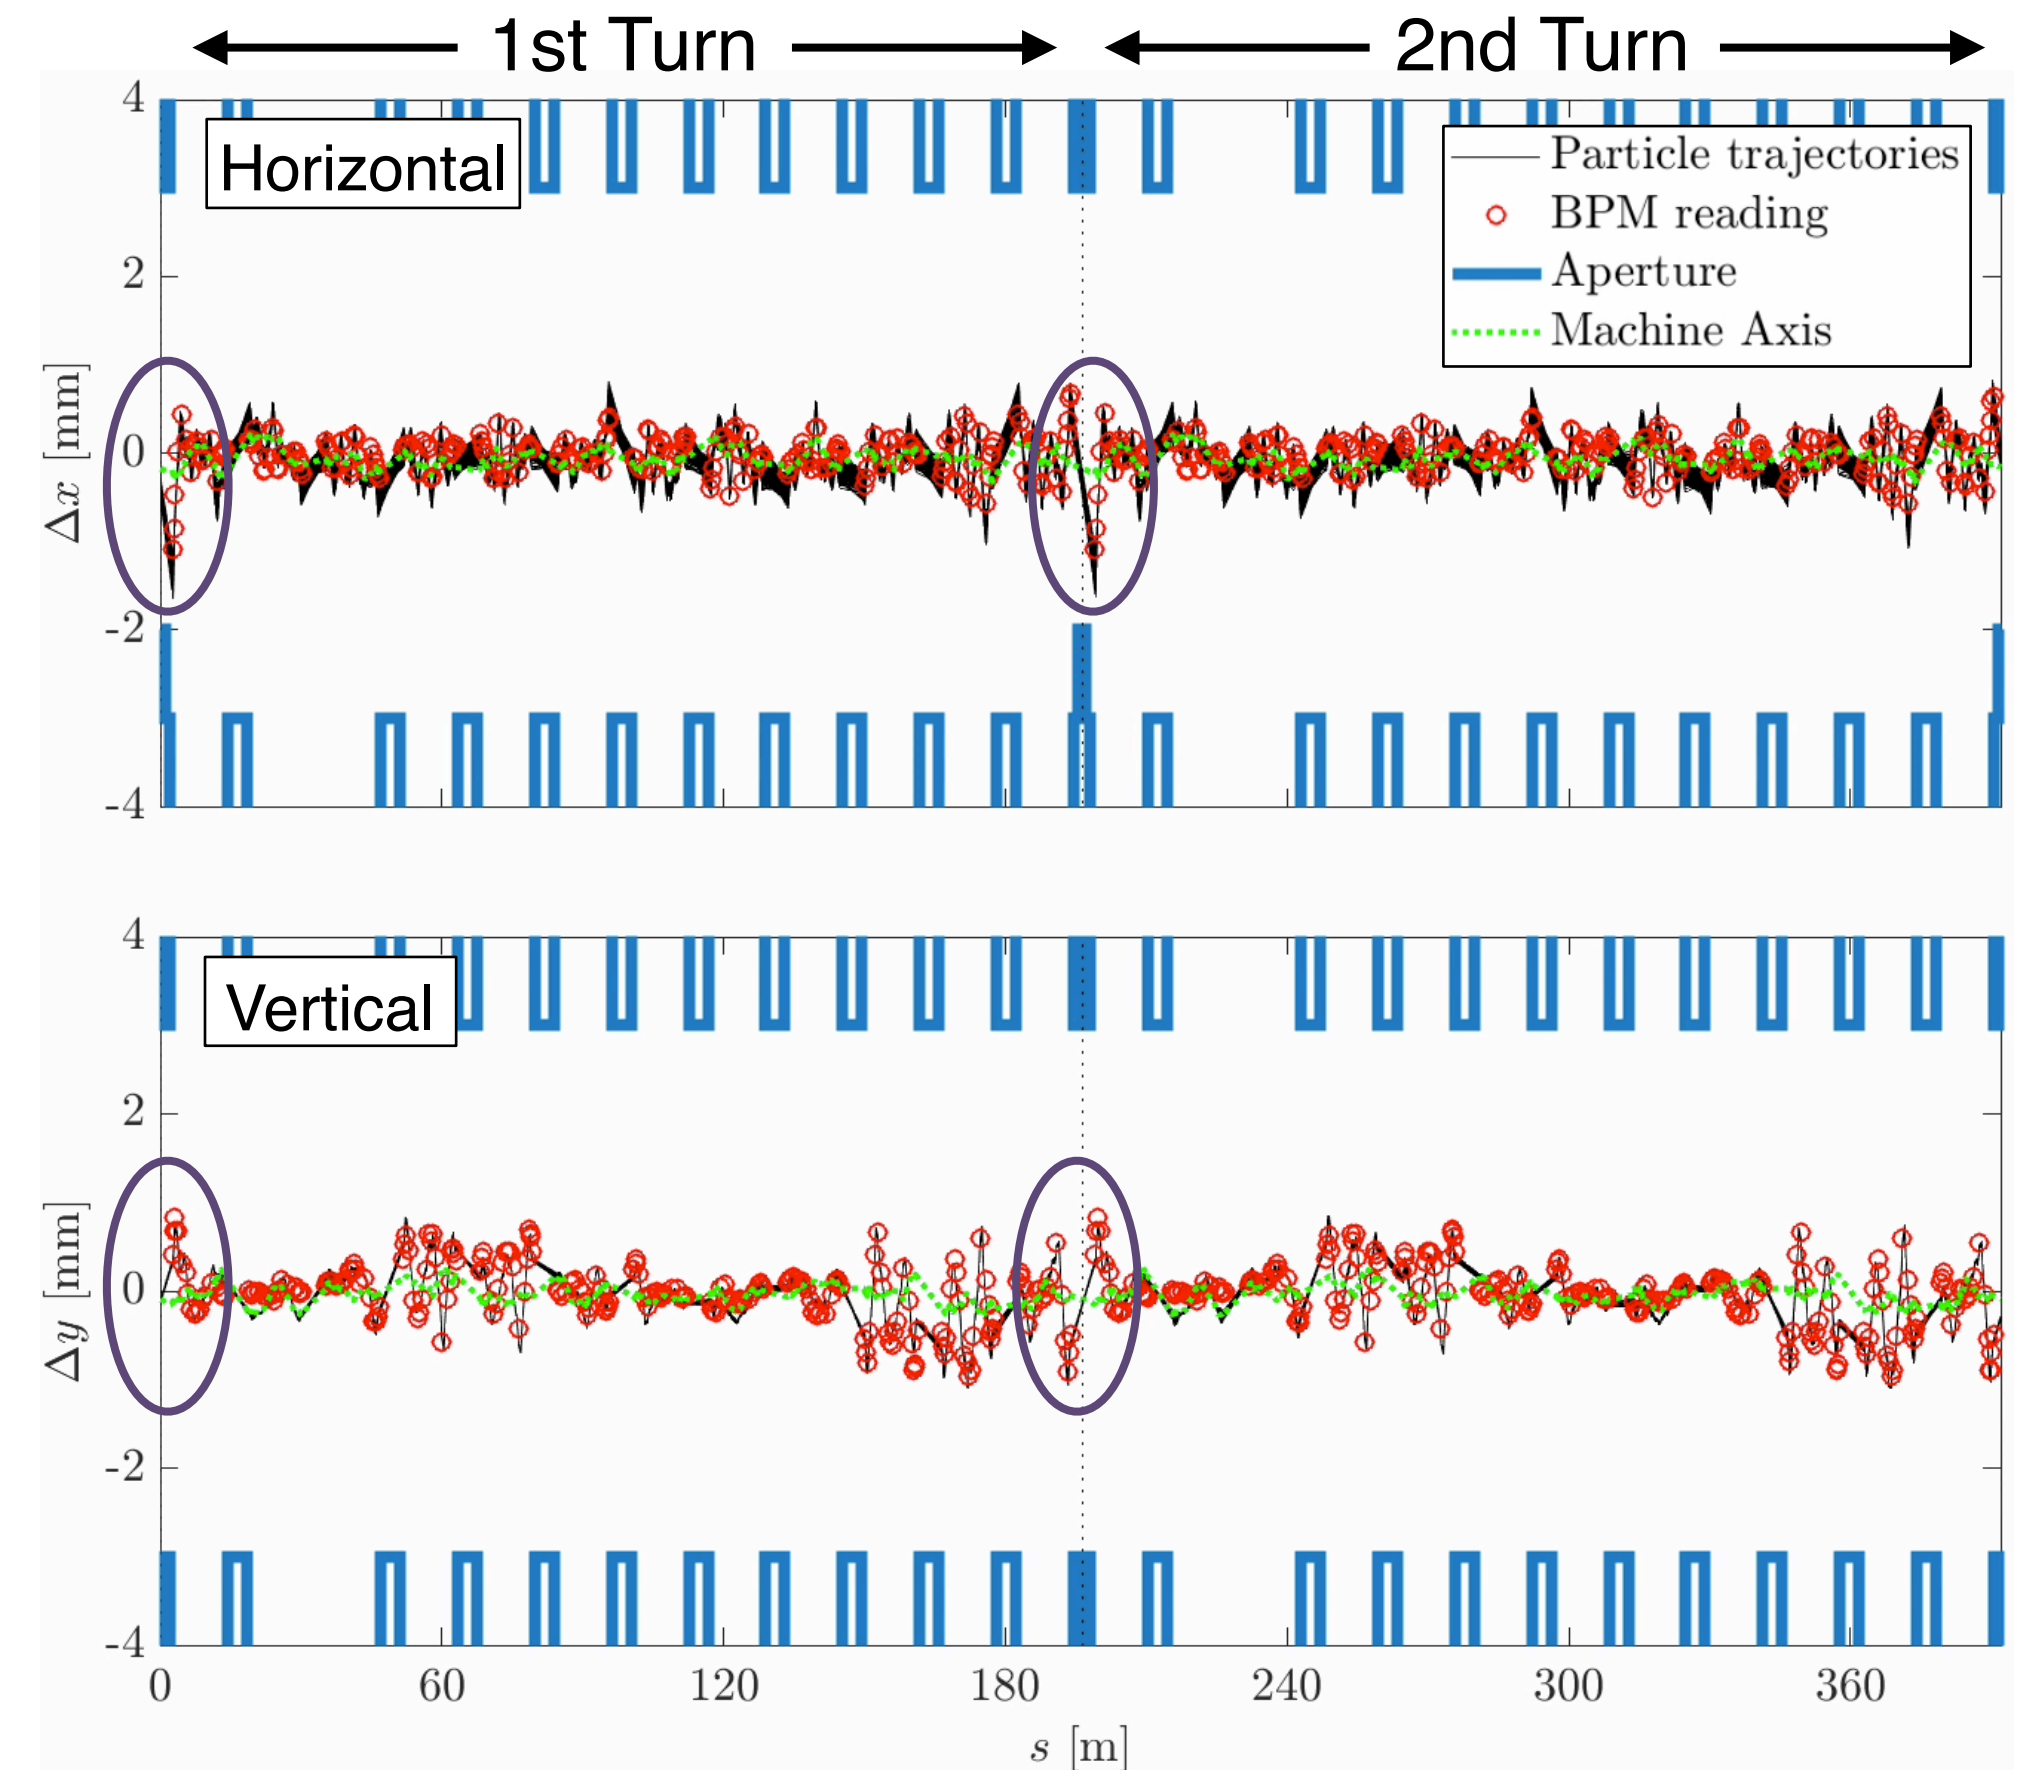 1st Turn 2nd Turn
4
Horizontal
Particle trajectories
BPM reading
Aperture
Machine Axis
2
0
-2
-4
Δx [mm]
4
Vertical
2
0
-2
-4
Δy [mm]
0 60 120 180 240 300 360
s [m]